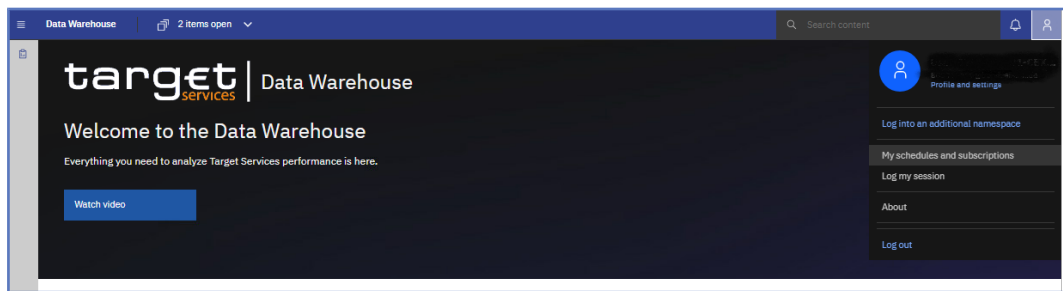 Data Warehouse
2 items open
Search content
target
services
Data Warehouse
Profile and settings
Welcome to the Data Warehouse
Everything you need to analyze Target Services performance is here.
Watch video
Log into an additional namespace
My schedules and subscriptions
Log my session
About
Log out